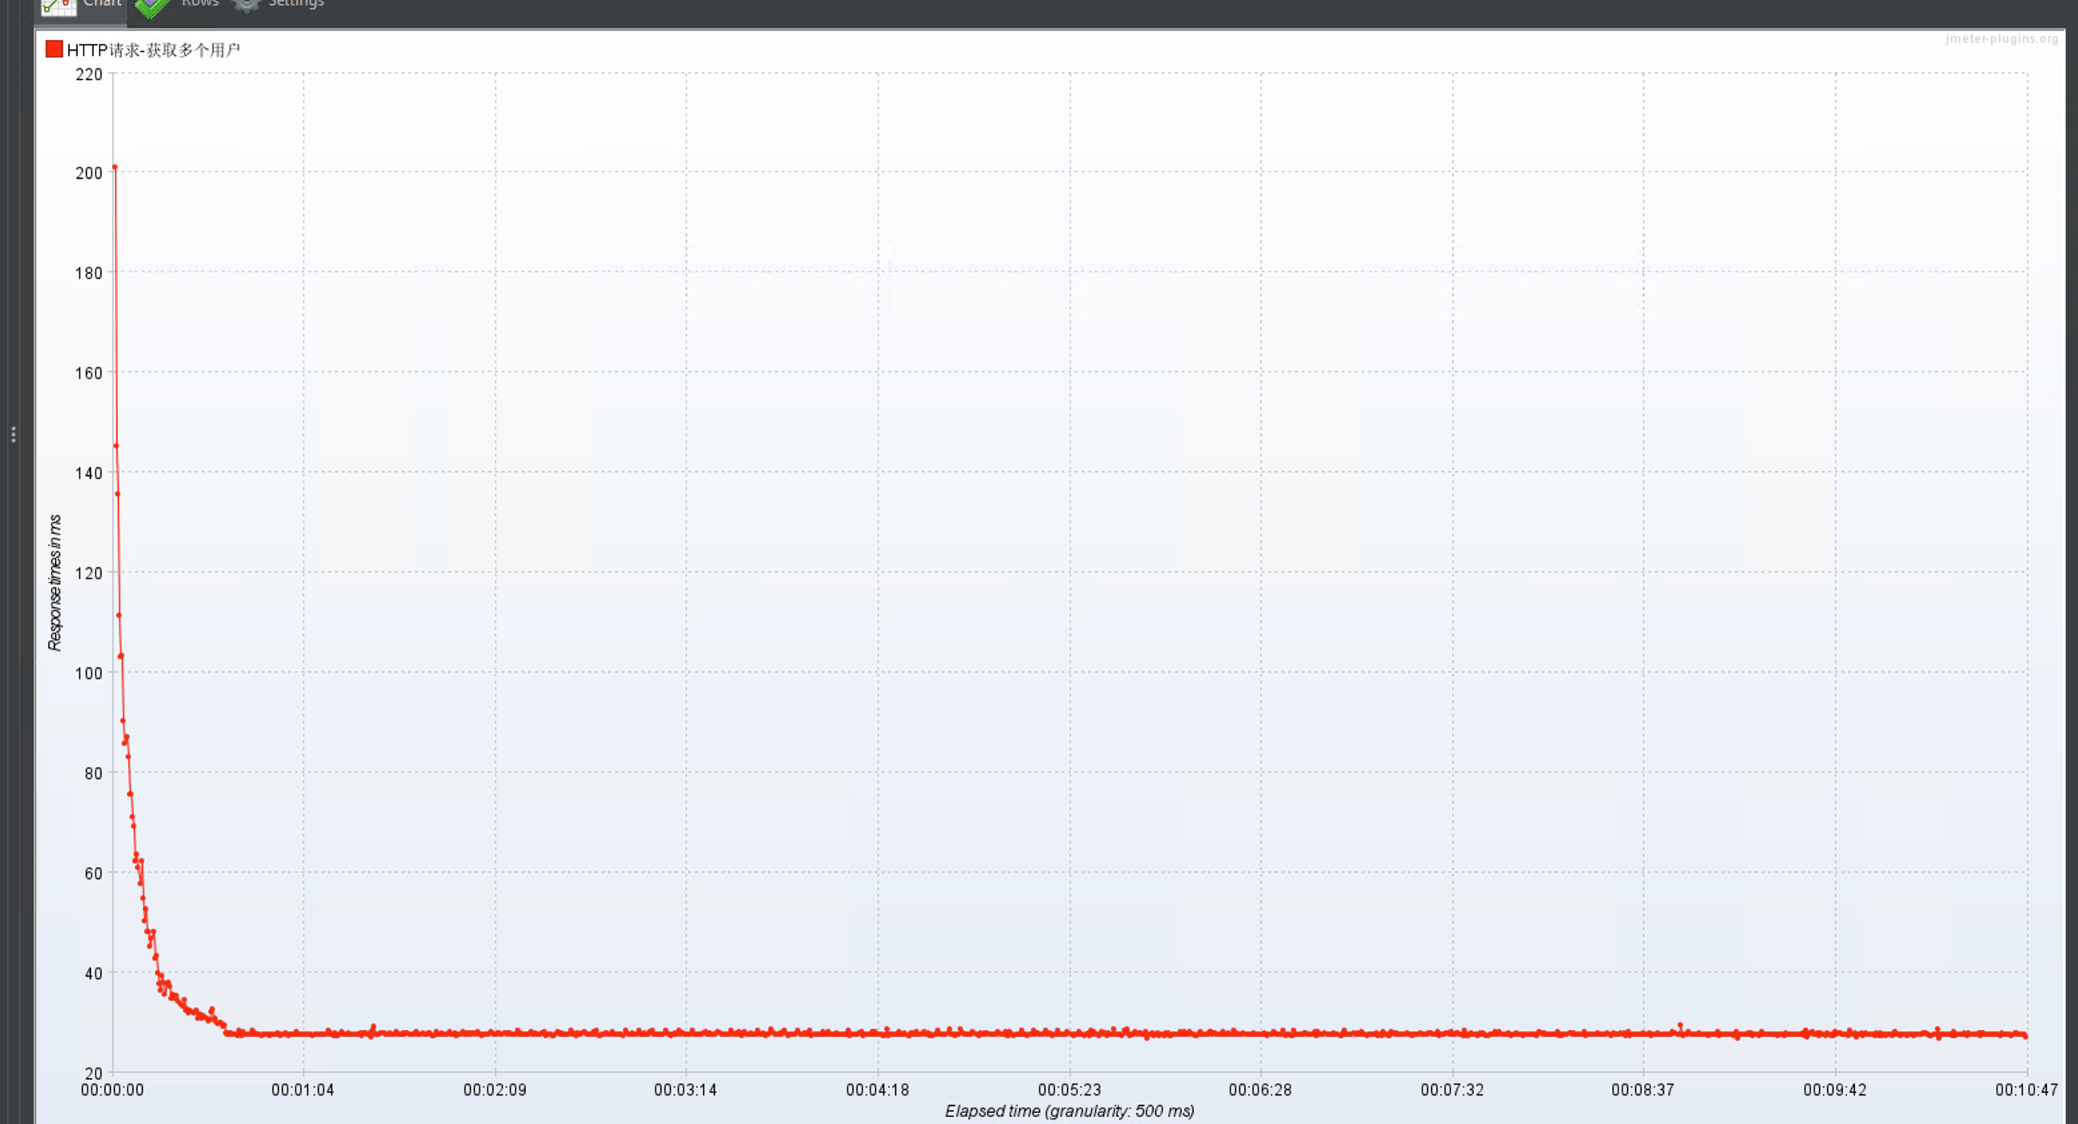 Chart Rows Settings
jmeter-plugins.org
HTTP请求-获取多个用户
220
200
180
160
140
120
100
80
60
40
20
Response times in ms
00:00:00 00:01:04 00:02:09 00:03:14 00:04:18 00:05:23 00:06:28 00:07:32 00:08:37 00:09:42 00:10:47
Elapsed time (granularity: 500 ms)